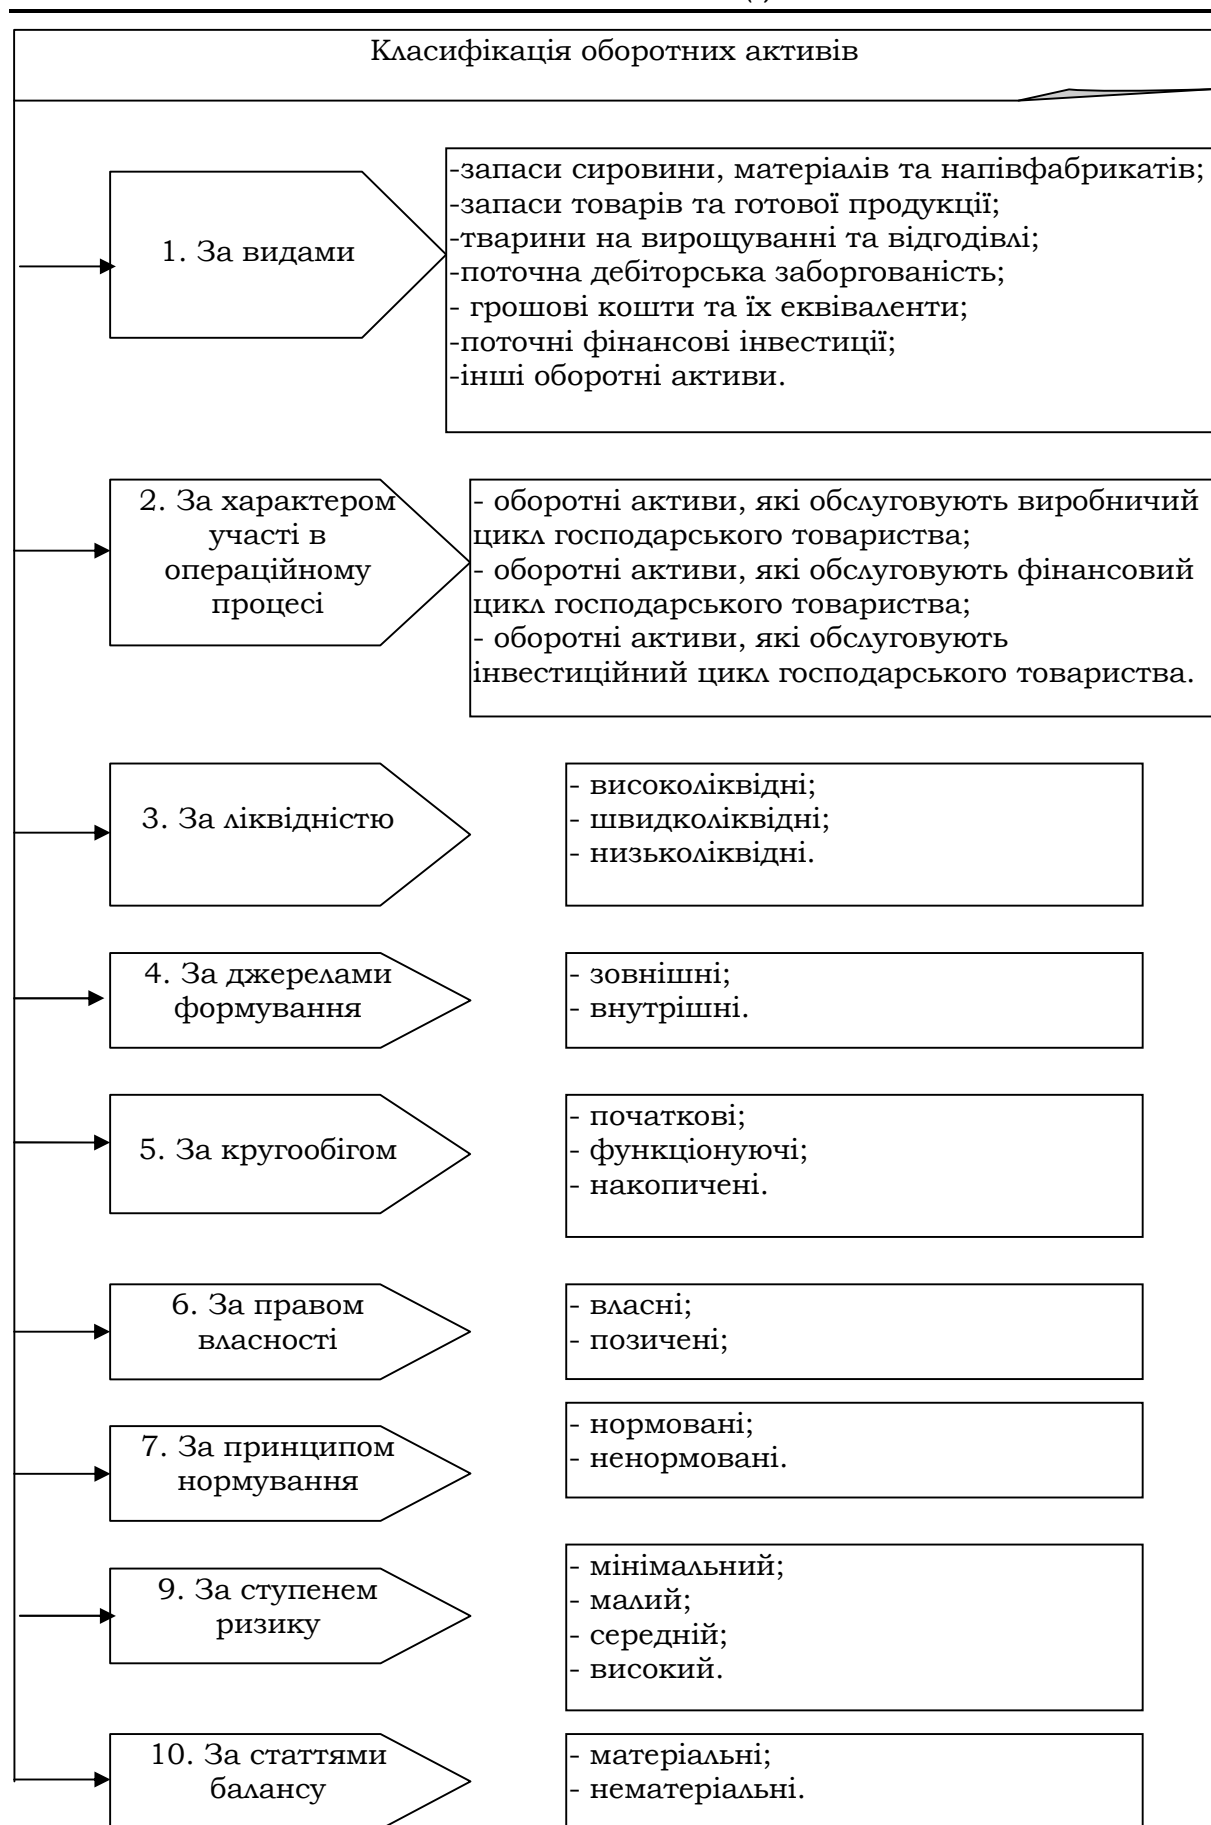 Класифікація оборотних активів
1. За видами
-запаси сировини, матеріалів та напівфабрикатів;
-запаси товарів та готової продукції;
-тварини на вирощуванні та відгодівлі;
-поточна дебіторська заборгованість;
- грошові кошти та їх еквіваленти;
-поточні фінансові інвестиції;
-інші оборотні активи.
2. За характером
участі в
операційному
процесі
- оборотні активи, які обслуговують виробничий
цикл господарського товариства;
- оборотні активи, які обслуговують фінансовий
цикл господарського товариства;
- оборотні активи, які обслуговують
інвестиційний цикл господарського товариства.
3. За ліквідністю
- високоліквідні;
- швидколіквідні;
- низьколіквідні.
4. За джерелами
формування
- зовнішні;
- внутрішні.
5. За кругообігом
- початкові;
- функціонуючі;
- накопичені.
6. За правом
власності
- власні;
- позичені;
7. За принципом
нормування
- нормовані;
- ненормовані.
9. За ступенем
ризику
- мінімальний;
- малий;
- середній;
- високий.
10. За статтями
балансу
- матеріальні;
- нематеріальні.